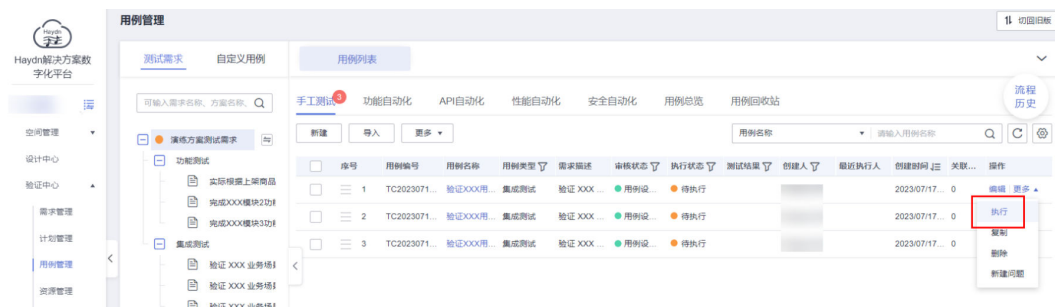 用例管理
切回旧版
Haydn
Haydn解决方案数
字化平台
测试需求 自定义用例
用例列表
流程
历史
可输入需求名称、方案名称、
手工测试 3 功能自动化 API自动化 性能自动化 安全自动化 用例总览 用例回收站
空间管理
设计中心
验证中心
需求管理
计划管理
用例管理
资源管理
演练方案测试需求
功能测试
实际根据上架商品
完成XXX模块2功
完成XXX模块3功
集成测试
验证 XXX 业务场
验证 XXX 业务场
验证 XXX 业务场
新建 导入 更多
用例名称 请输入用例名称
序号 用例编号 用例名称 用例类型 需求描述 审核状态 执行状态 测试结果 创建人 最近执行人 创建时间 关联... 操作
1 TC2023071... 验证XXX用... 集成测试 验证 XXX ... 用例设... 待执行 2023/07/17... 0 编辑 更多
2 TC2023071... 验证XXX用... 集成测试 验证 XXX ... 用例设... 待执行 2023/07/17... 0
3 TC2023071... 验证XXX用... 集成测试 验证 XXX ... 用例设... 待执行 2023/07/17... 0
执行
复制
删除
新建问题